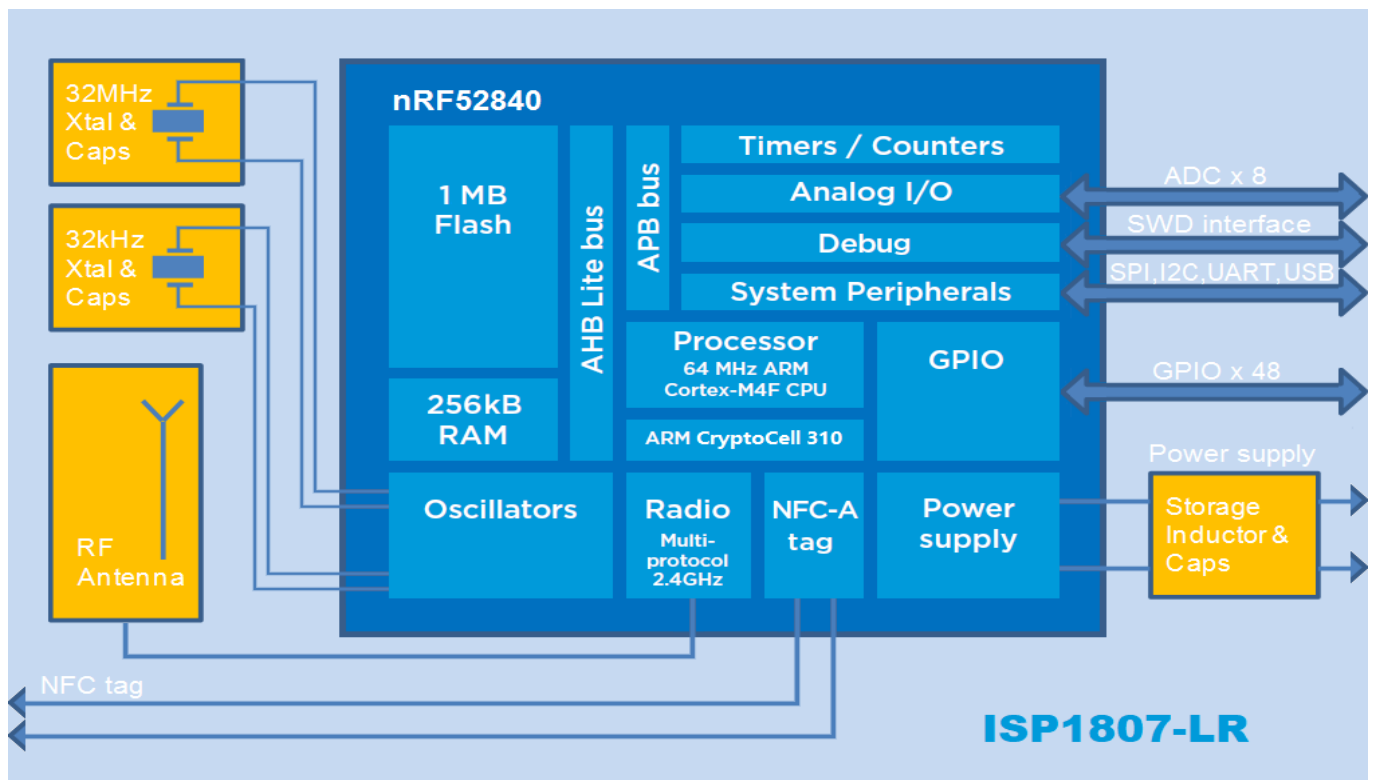 32MHz
Xtal &
Caps
32kHz
Xtal &
Caps
RF
Antenna
NFC tag
nRF52840
1 MB
Flash
256kB
RAM
AHB Lite bus
APB bus
Timers / Counters
Analog I/O
Debug
System Peripherals
Processor
64 MHz ARM
Cortex-M4F CPU
ARM CryptoCell 310
GPIO
Oscillators
Radio
Multi-
protocol
2.4GHz
NFC-A
tag
Power
supply
ADC x 8
SWD interface
SPI,I2C,UART,USB
GPIO x 48
Power supply
Storage
Inductor &
Caps
ISP1807-LR